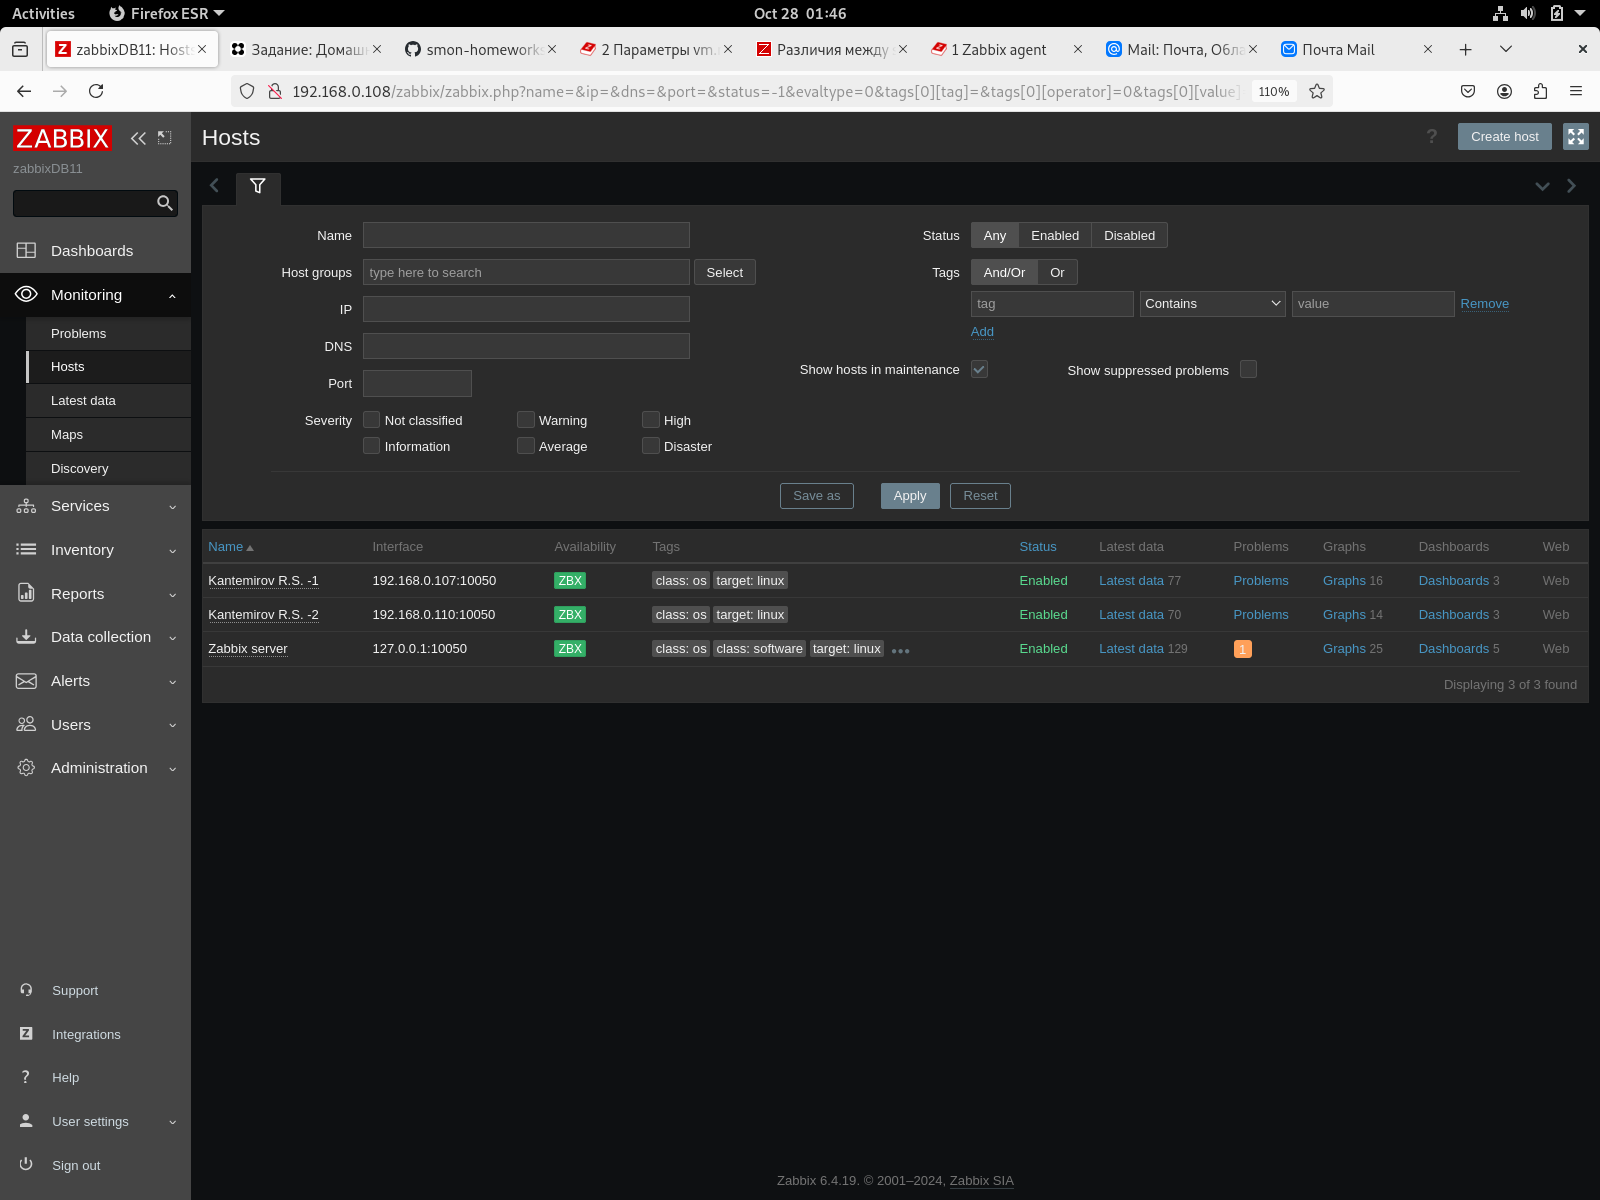 Activities
Firefox ESR
Oct 28 01:46
zabbixDB11: Hosts
Задание: Домаш
smon-homeworks
2 Параметры vm.
Различия между
1 Zabbix agent
Mail: Почта, Обла
Почта Mail
192.168.0.108/zabbix/zabbix.php?name=&ip=&dns=&port=&status=-1&evaltype=0&tags[0][tag]=&tags[0][operator]=0&tags[0][value]
110%
ZABBIX
zabbixDB11
Dashboards
Monitoring
Problems
Hosts
Latest data
Maps
Discovery
Services
Inventory
Reports
Data collection
Alerts
Users
Administration
Support
Integrations
Help
User settings
Sign out
Hosts
?
Create host
Name
Host groups type here to search Select
IP
DNS
Port
Severity Not classified Warning High
Information Average Disaster
Status Any Enabled Disabled
Tags And/Or Or
tag Contains value Remove
Add
Show hosts in maintenance Show suppressed problems
Save as Apply Reset
Name Interface Availability Tags Status Latest data Problems Graphs Dashboards Web
Kantemirov R.S. -1 192.168.0.107:10050 ZBX class: os target: linux Enabled Latest data 77 Problems Graphs 16 Dashboards 3 Web
Kantemirov R.S. -2 192.168.0.110:10050 ZBX class: os target: linux Enabled Latest data 70 Problems Graphs 14 Dashboards 3 Web
Zabbix server 127.0.0.1:10050 ZBX class: os class: software target: linux ••• Enabled Latest data 129 1 Graphs 25 Dashboards 5 Web
Displaying 3 of 3 found
Zabbix 6.4.19. © 2001–2024, Zabbix SIA